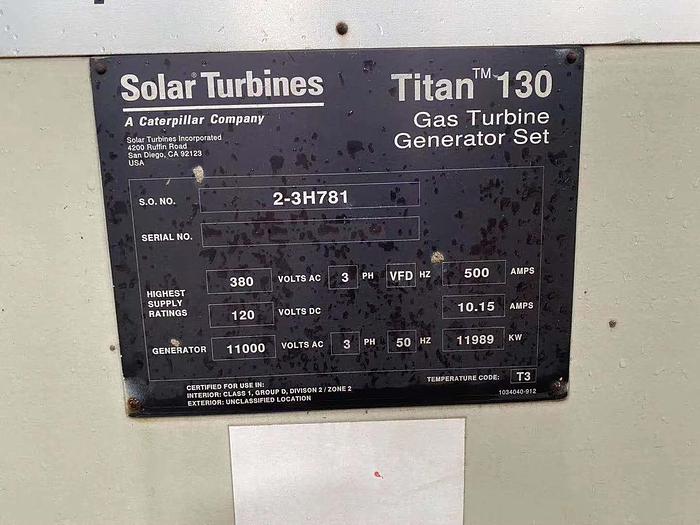 Solar® Turbines
A Caterpillar Company
Solar Turbines Incorporated
4200 Ruffin Road
San Diego, CA 92123
USA
Titan™ 130
Gas Turbine
Generator Set
S.O. NO. 2-3H781
SERIAL NO.
HIGHEST SUPPLY RATINGS
380 VOLTS AC 3 PH VFD HZ 500 AMPS
120 VOLTS DC 10.15 AMPS
GENERATOR 11000 VOLTS AC 3 PH 50 HZ 11989 KW
CERTIFIED FOR USE IN:
INTERIOR: CLASS 1, GROUP D, DIVISON 2 / ZONE 2
EXTERIOR: UNCLASSIFIED LOCATION
TEMPERATURE CODE: T3
1034040-912